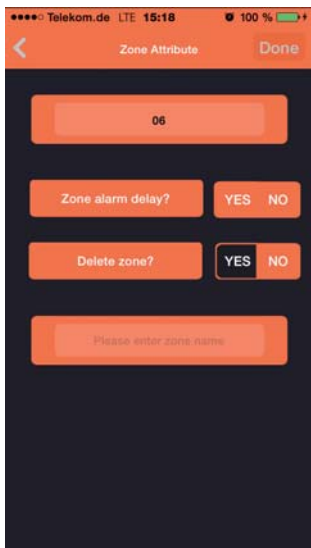 Telekom.de LTE 15:18 100 %
Zone Attribute Done
06
Zone alarm delay? YES NO
Delete zone? YES NO
Please enter zone name